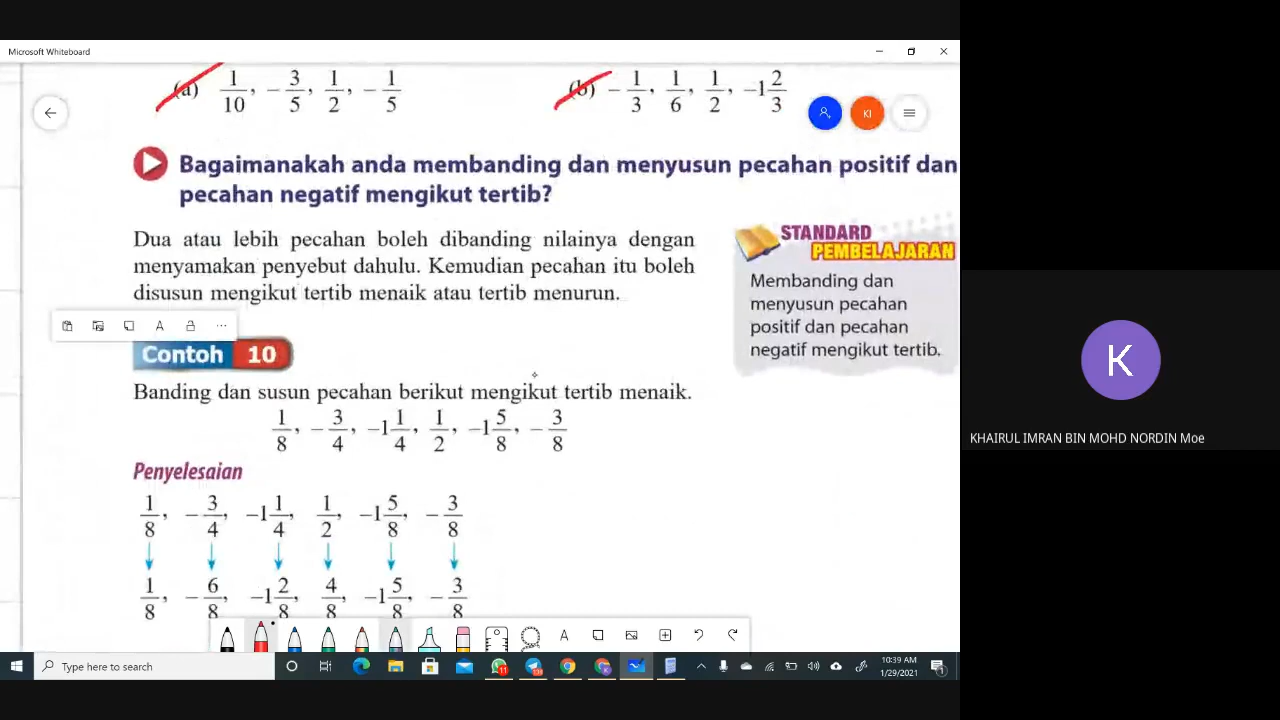 Microsoft Whiteboard
(a) 1/10, -3/5, 1/2, -1/5
(b) -1/3, 1/6, 1/2, -1 2/3
KI
Bagaimanakah anda membanding dan menyusun pecahan positif dan
pecahan negatif mengikut tertib?
Dua atau lebih pecahan boleh dibanding nilainya dengan
menyamakan penyebut dahulu. Kemudian pecahan itu boleh
disusun mengikut tertib menaik atau tertib menurun.
STANDARD
PEMBELAJARAN
Membanding dan
menyusun pecahan
positif dan pecahan
negatif mengikut tertib.
Contoh 10
Banding dan susun pecahan berikut mengikut tertib menaik.
1/8, -3/4, -1 1/4, 1/2, -1 5/8, -3/8
Penyelesaian
1/8, -3/4, -1 1/4, 1/2, -1 5/8, -3/8
1/8, -6/8, -1 2/8, 4/8, -1 5/8, -3/8
K
KHAIRUL IMRAN BIN MOHD NORDIN Moe
Type here to search
10:39 AM
1/29/2021